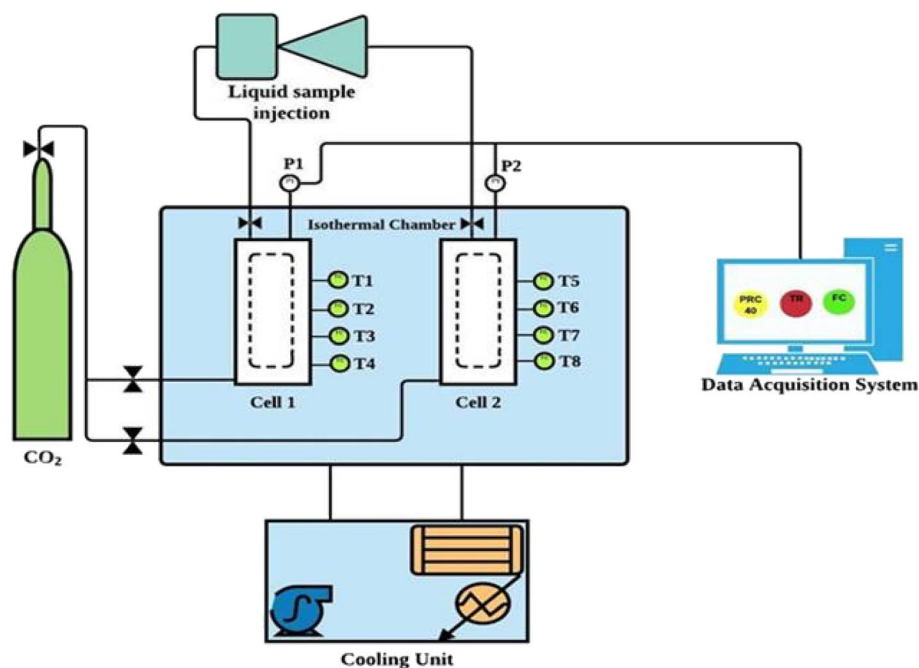 Liquid sample
injection
P1
P2
Isothermal Chamber
T1
T2
T3
T4
T5
T6
T7
T8
PRC
40
TR
FC
Cell 1
Cell 2
Data Acquisition System
CO₂
Cooling Unit